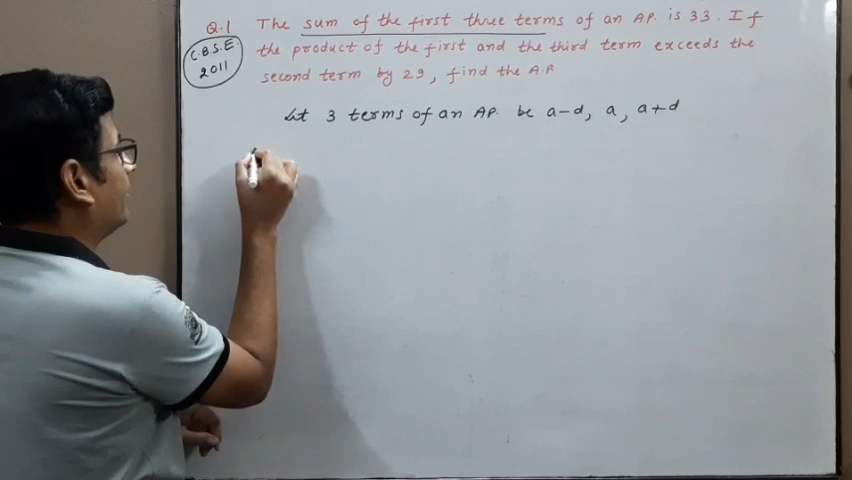 Q.1 The sum of the first three terms of an A.P. is 33. If
C.B.S.E. 2011
the product of the first and the third term exceeds the
second term by 29, find the A.P
Let 3 terms of an AP. be a-d, a, a+d